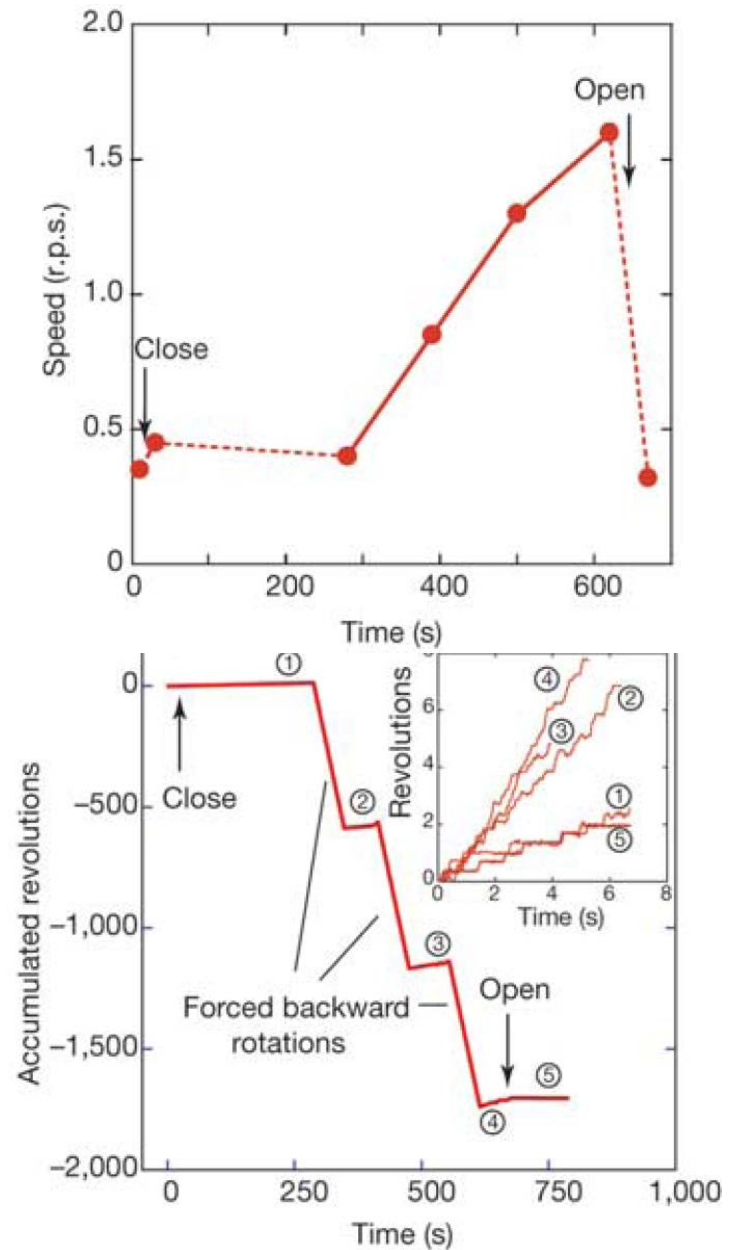 2.0
1.5
1.0
0.5
0
Speed (r.p.s.)
Close
Open
0 200 400 600
Time (s)
0
−500
−1,000
−1,500
−2,000
Accumulated revolutions
①
②
③
④
⑤
Close
Forced backward
rotations
Open
0 250 500 750 1,000
Time (s)
6
4
2
0
Revolutions
④
②
③
①
⑤
0 2 4 6 8
Time (s)